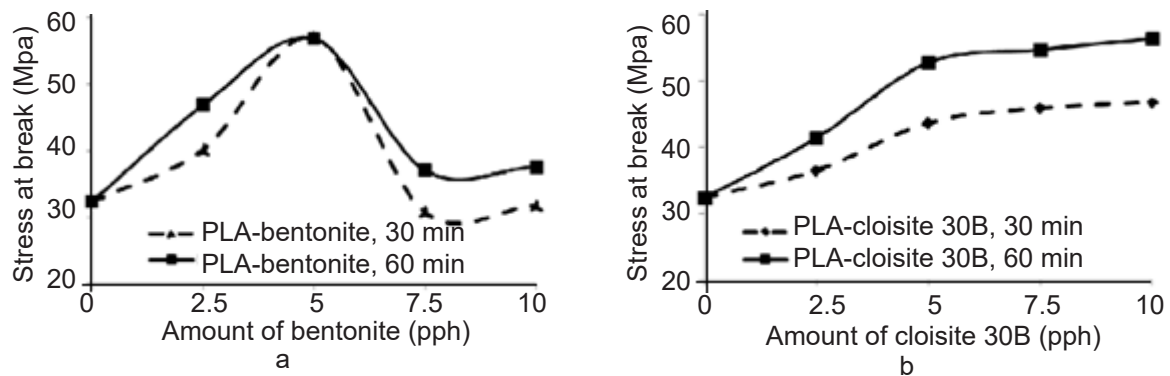 Stress at break (Mpa)
60
50
40
30
20
PLA-bentonite, 30 min
PLA-bentonite, 60 min
0 2.5 5 7.5 10
Amount of bentonite (pph)
a
Stress at break (Mpa)
60
50
40
30
20
PLA-cloisite 30B, 30 min
PLA-cloisite 30B, 60 min
0 2.5 5 7.5 10
Amount of cloisite 30B (pph)
b